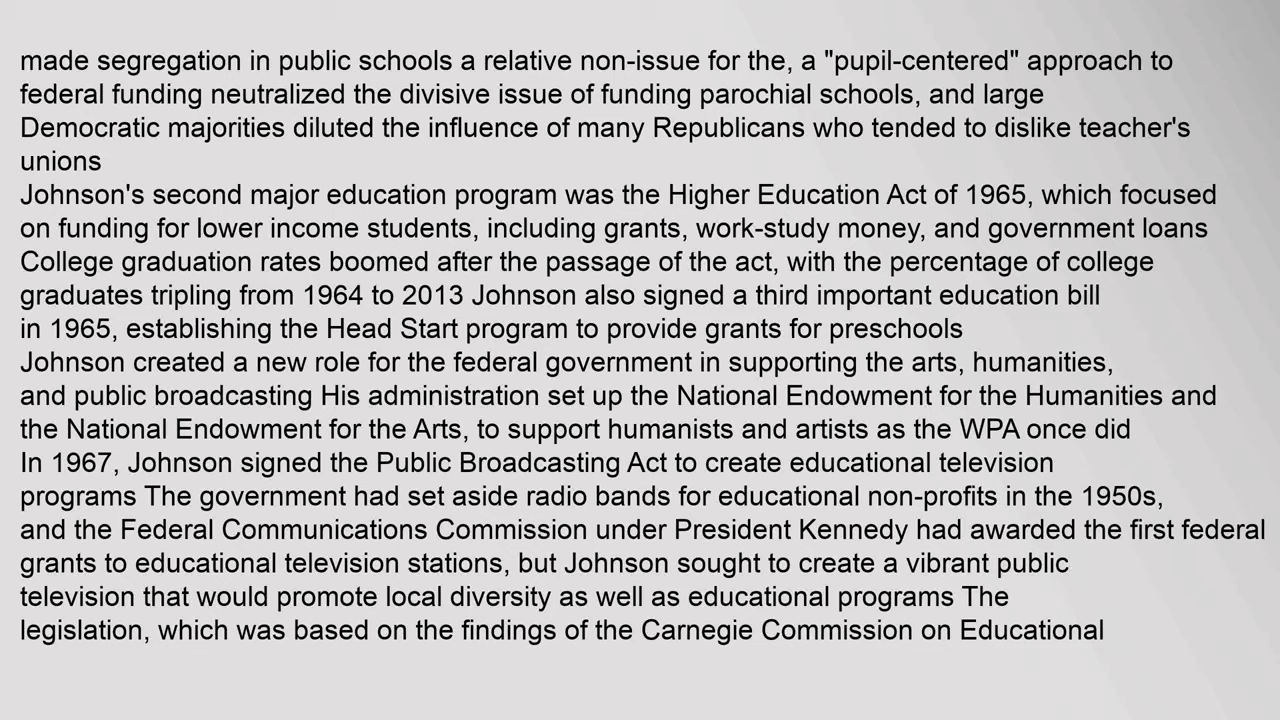 made segregation in public schools a relative non-issue for the, a "pupil-centered" approach to
federal funding neutralized the divisive issue of funding parochial schools, and large
Democratic majorities diluted the influence of many Republicans who tended to dislike teacher's
unions
Johnson's second major education program was the Higher Education Act of 1965, which focused
on funding for lower income students, including grants, work-study money, and government loans
College graduation rates boomed after the passage of the act, with the percentage of college
graduates tripling from 1964 to 2013 Johnson also signed a third important education bill
in 1965, establishing the Head Start program to provide grants for preschools
Johnson created a new role for the federal government in supporting the arts, humanities,
and public broadcasting His administration set up the National Endowment for the Humanities and
the National Endowment for the Arts, to support humanists and artists as the WPA once did
In 1967, Johnson signed the Public Broadcasting Act to create educational television
programs The government had set aside radio bands for educational non-profits in the 1950s,
and the Federal Communications Commission under President Kennedy had awarded the first federal
grants to educational television stations, but Johnson sought to create a vibrant public
television that would promote local diversity as well as educational programs The
legislation, which was based on the findings of the Carnegie Commission on Educational